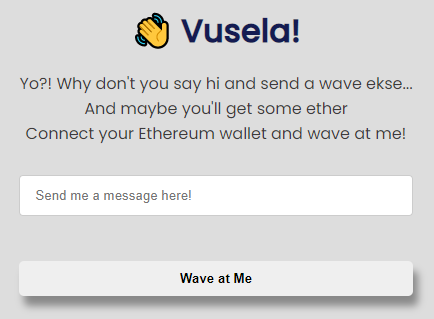 👋 Vusela!
Yo?! Why don't you say hi and send a wave ekse...
And maybe you'll get some ether
Connect your Ethereum wallet and wave at me!
Send me a message here!
Wave at Me